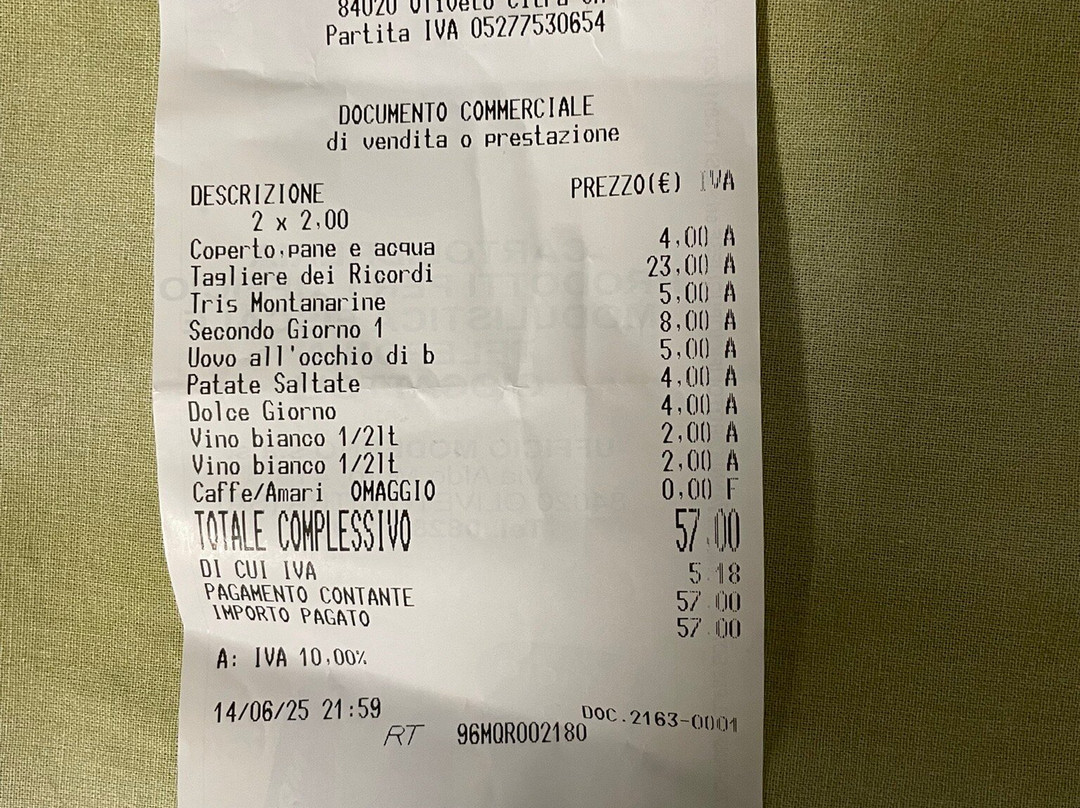 84020 Oliveto Citra
Partita IVA 05277530654
DOCUMENTO COMMERCIALE
di vendita o prestazione
DESCRIZIONE PREZZO(€) IVA
2 x 2,00
Coperto,pane e acqua 4,00 A
Tagliere dei Ricordi 23,00 A
Tris Montanarine 5,00 A
Secondo Giorno 1 8,00 A
Uovo all'occhio di b 5,00 A
Patate Saltate 4,00 A
Dolce Giorno 4,00 A
Vino bianco 1/2lt 2,00 A
Vino bianco 1/2lt 2,00 A
Caffe/Amari OMAGGIO 0,00 F
TOTALE COMPLESSIVO 57,00
DI CUI IVA 5,18
PAGAMENTO CONTANTE 57,00
IMPORTO PAGATO 57,00
A: IVA 10,00%
14/06/25 21:59 DOC.2163-0001
RT 96MQR002180